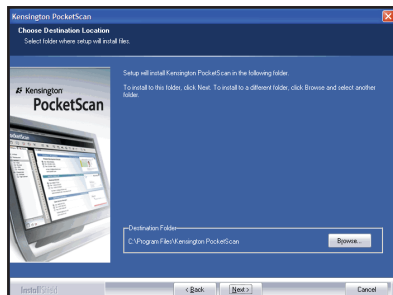 Kensington PocketScan
Choose Destination Location
Select folder where setup will install files.
Setup will install Kensington PocketScan in the following folder.
To install to this folder, click Next. To install to a different folder, click Browse and select another
folder.
Kensington
PocketScan
Destination Folder
C:\Program Files\Kensington PocketScan
Browse...
InstallShield
< Back
Next >
Cancel